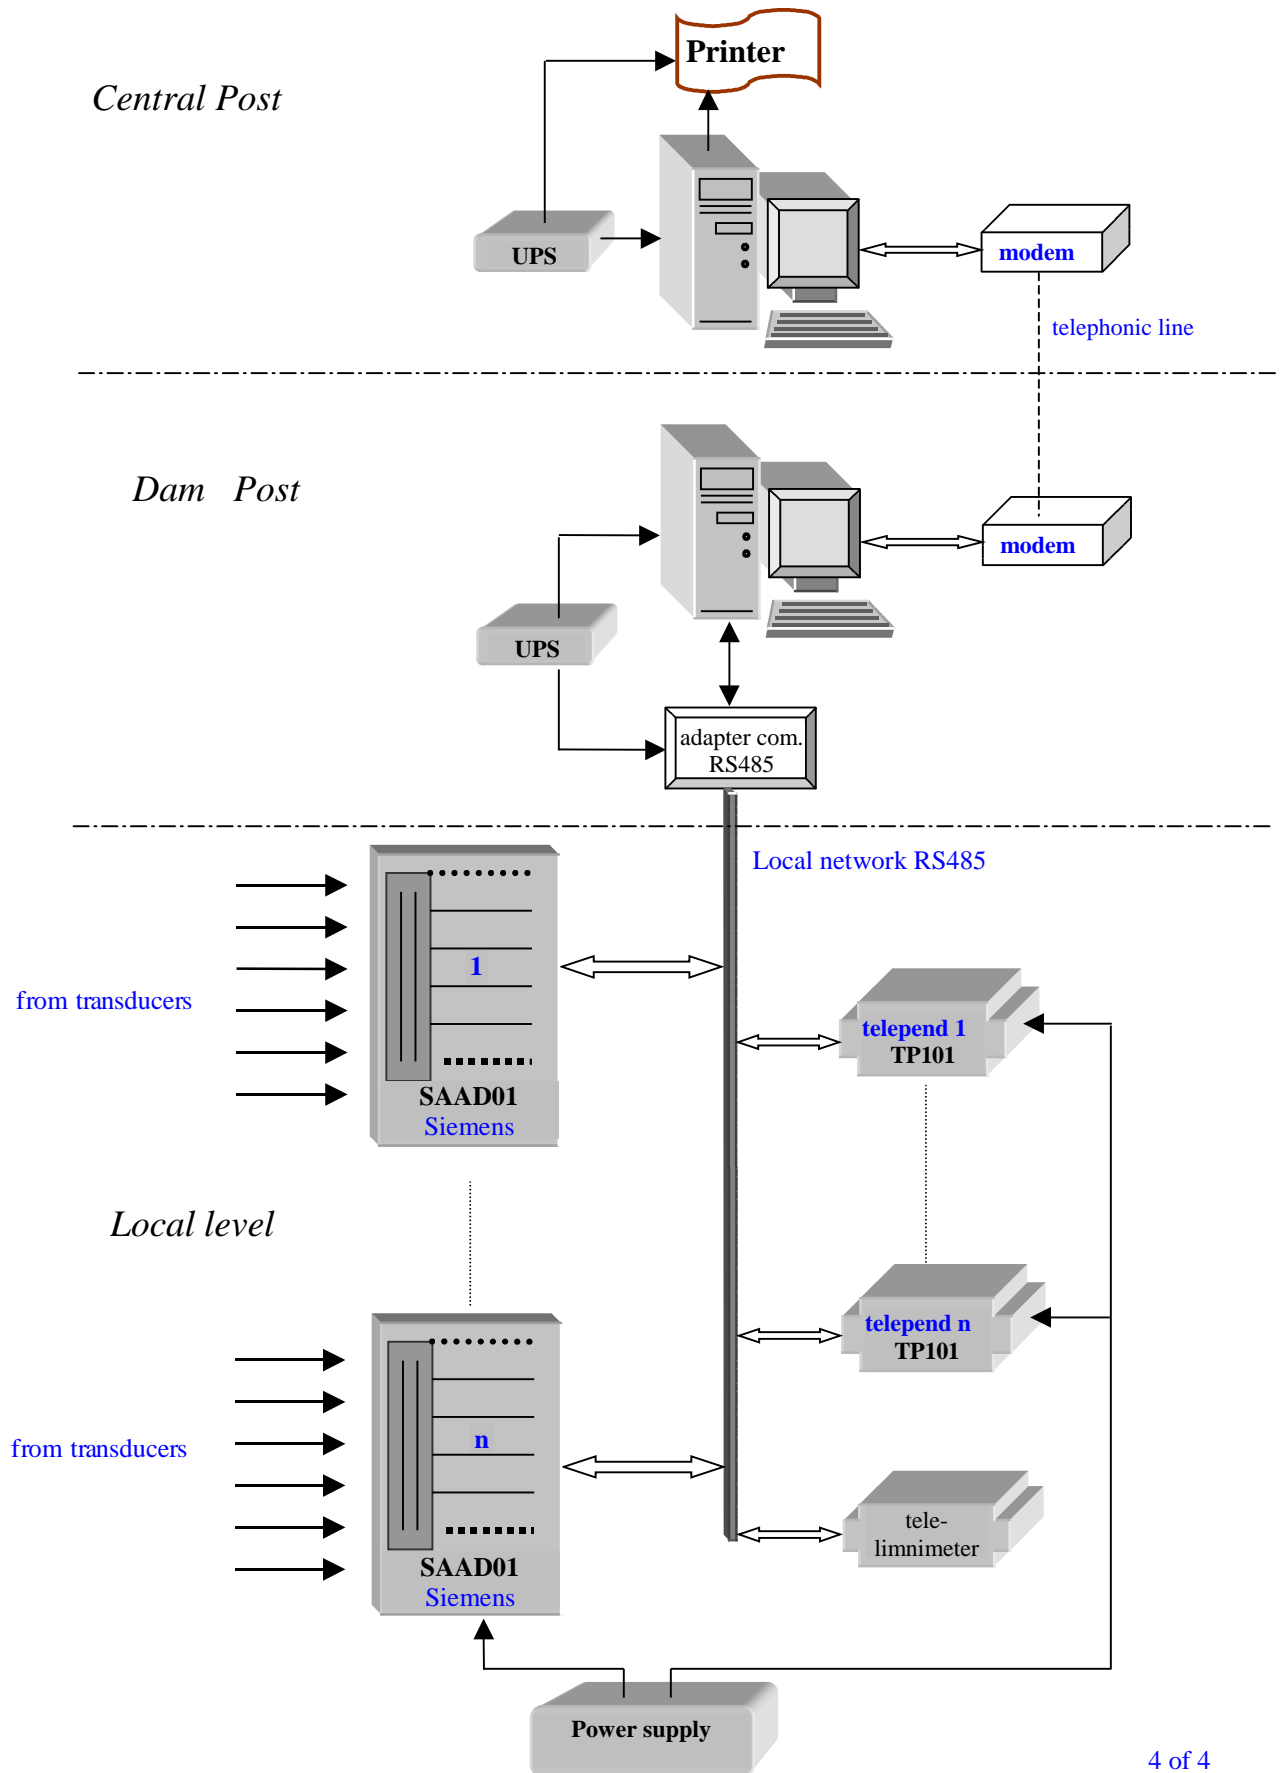 Printer
Central Post
UPS
modem
telephonic line
Dam Post
modem
UPS
adapter com.
RS485
Local network RS485
1
from transducers
telepend 1
TP101
SAAD01
Siemens
Local level
telepend n
TP101
n
from transducers
tele-
limnimeter
SAAD01
Siemens
Power supply
4 of 4